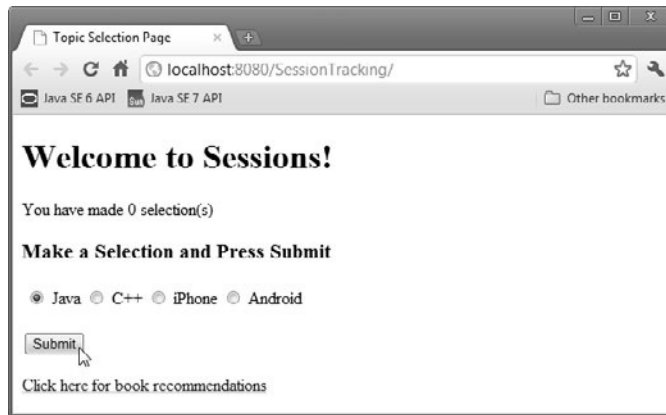 Topic Selection Page
localhost:8080/SessionTracking/
Java SE 6 API Sun Java SE 7 API Other bookmarks
Welcome to Sessions!
You have made 0 selection(s)
Make a Selection and Press Submit
Java C++ iPhone Android
Submit
Click here for book recommendations